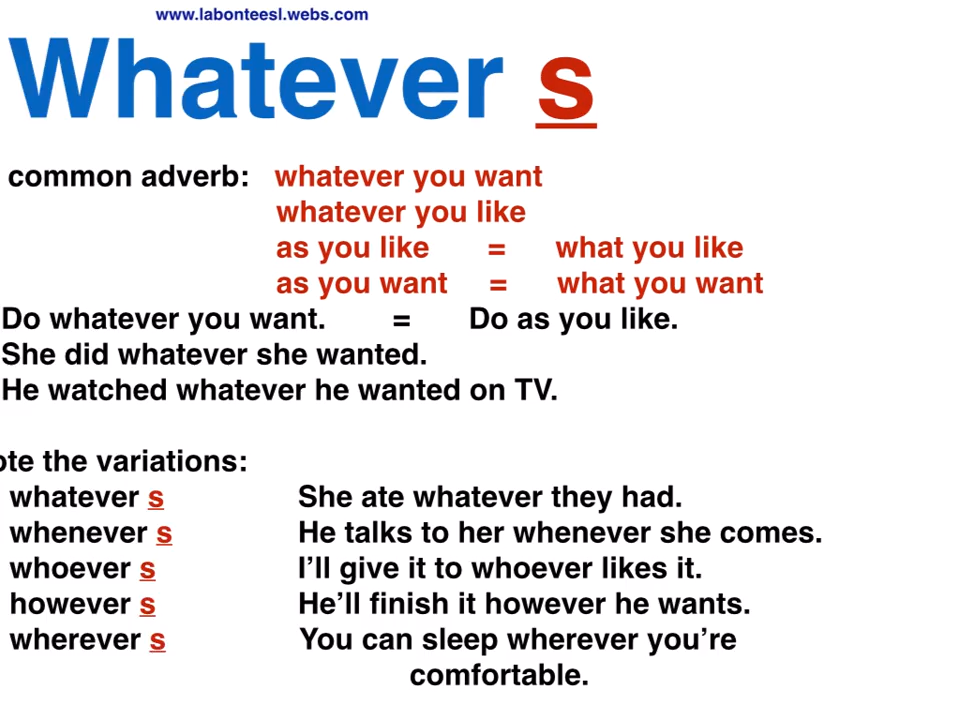 www.labonteesl.webs.com
Whatever s
common adverb: whatever you want
whatever you like
as you like = what you like
as you want = what you want
Do whatever you want. = Do as you like.
She did whatever she wanted.
He watched whatever he wanted on TV.
ote the variations:
whatever s She ate whatever they had.
whenever s He talks to her whenever she comes.
whoever s I’ll give it to whoever likes it.
however s He’ll finish it however he wants.
wherever s You can sleep wherever you’re
comfortable.